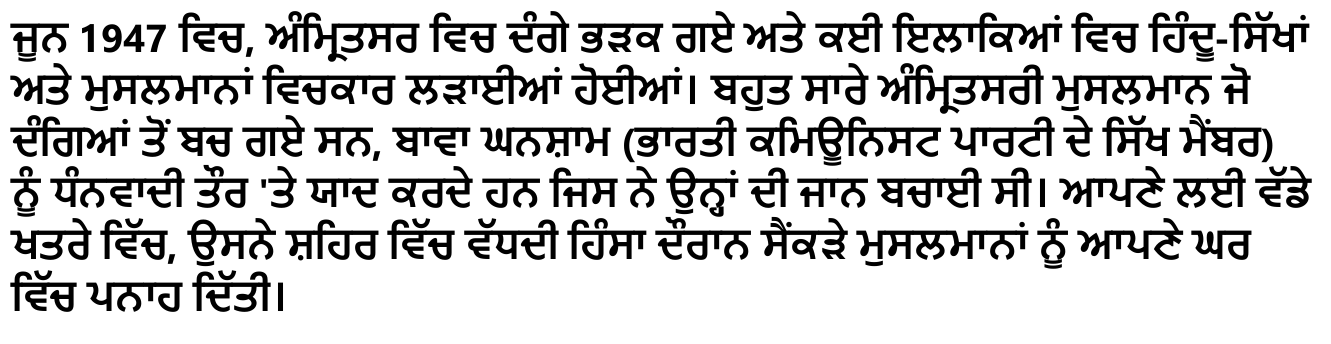 ਜੂਨ 1947 ਵਿਚ, ਅੰਮ੍ਰਿਤਸਰ ਵਿਚ ਦੰਗੇ ਭੜਕ ਗਏ ਅਤੇ ਕਈ ਇਲਾਕਿਆਂ ਵਿਚ ਹਿੰਦੂ-ਸਿੱਖਾਂ
ਅਤੇ ਮੁਸਲਮਾਨਾਂ ਵਿਚਕਾਰ ਲੜਾਈਆਂ ਹੋਈਆਂ। ਬਹੁਤ ਸਾਰੇ ਅੰਮ੍ਰਿਤਸਰੀ ਮੁਸਲਮਾਨ ਜੋ
ਦੰਗਿਆਂ ਤੋਂ ਬਚ ਗਏ ਸਨ, ਬਾਵਾ ਘਨਸ਼ਾਮ (ਭਾਰਤੀ ਕਮਿਊਨਿਸਟ ਪਾਰਟੀ ਦੇ ਸਿੱਖ ਮੈਂਬਰ)
ਨੂੰ ਧੰਨਵਾਦੀ ਤੌਰ 'ਤੇ ਯਾਦ ਕਰਦੇ ਹਨ ਜਿਸ ਨੇ ਉਨ੍ਹਾਂ ਦੀ ਜਾਨ ਬਚਾਈ ਸੀ। ਆਪਣੇ ਲਈ ਵੱਡੇ
ਖਤਰੇ ਵਿੱਚ, ਉਸਨੇ ਸ਼ਹਿਰ ਵਿੱਚ ਵੱਧਦੀ ਹਿੰਸਾ ਦੌਰਾਨ ਸੈਂਕੜੇ ਮੁਸਲਮਾਨਾਂ ਨੂੰ ਆਪਣੇ ਘਰ
ਵਿੱਚ ਪਨਾਹ ਦਿੱਤੀ।